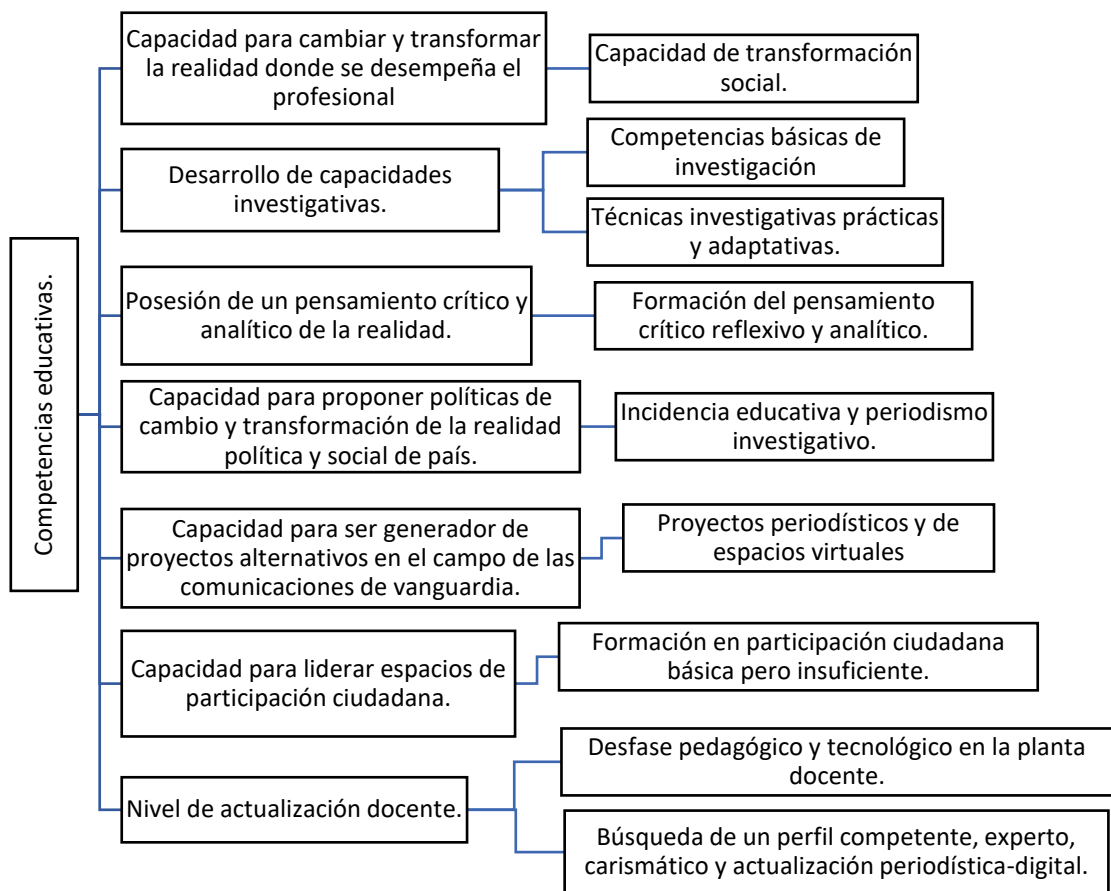 Competencias educativas.
Capacidad para cambiar y transformar
la realidad donde se desempeña el
profesional
Capacidad de transformación
social.
Desarrollo de capacidades
investigativas.
Competencias básicas de
investigación
Técnicas investigativas prácticas
y adaptativas.
Posesión de un pensamiento crítico y
analítico de la realidad.
Formación del pensamiento
crítico reflexivo y analítico.
Capacidad para proponer políticas de
cambio y transformación de la realidad
política y social de país.
Incidencia educativa y periodismo
investigativo.
Capacidad para ser generador de
proyectos alternativos en el campo de las
comunicaciones de vanguardia.
Proyectos periodísticos y de
espacios virtuales
Capacidad para liderar espacios de
participación ciudadana.
Formación en participación ciudadana
básica pero insuficiente.
Nivel de actualización docente.
Desfase pedagógico y tecnológico en la planta
docente.
Búsqueda de un perfil competente, experto,
carismático y actualización periodística-digital.